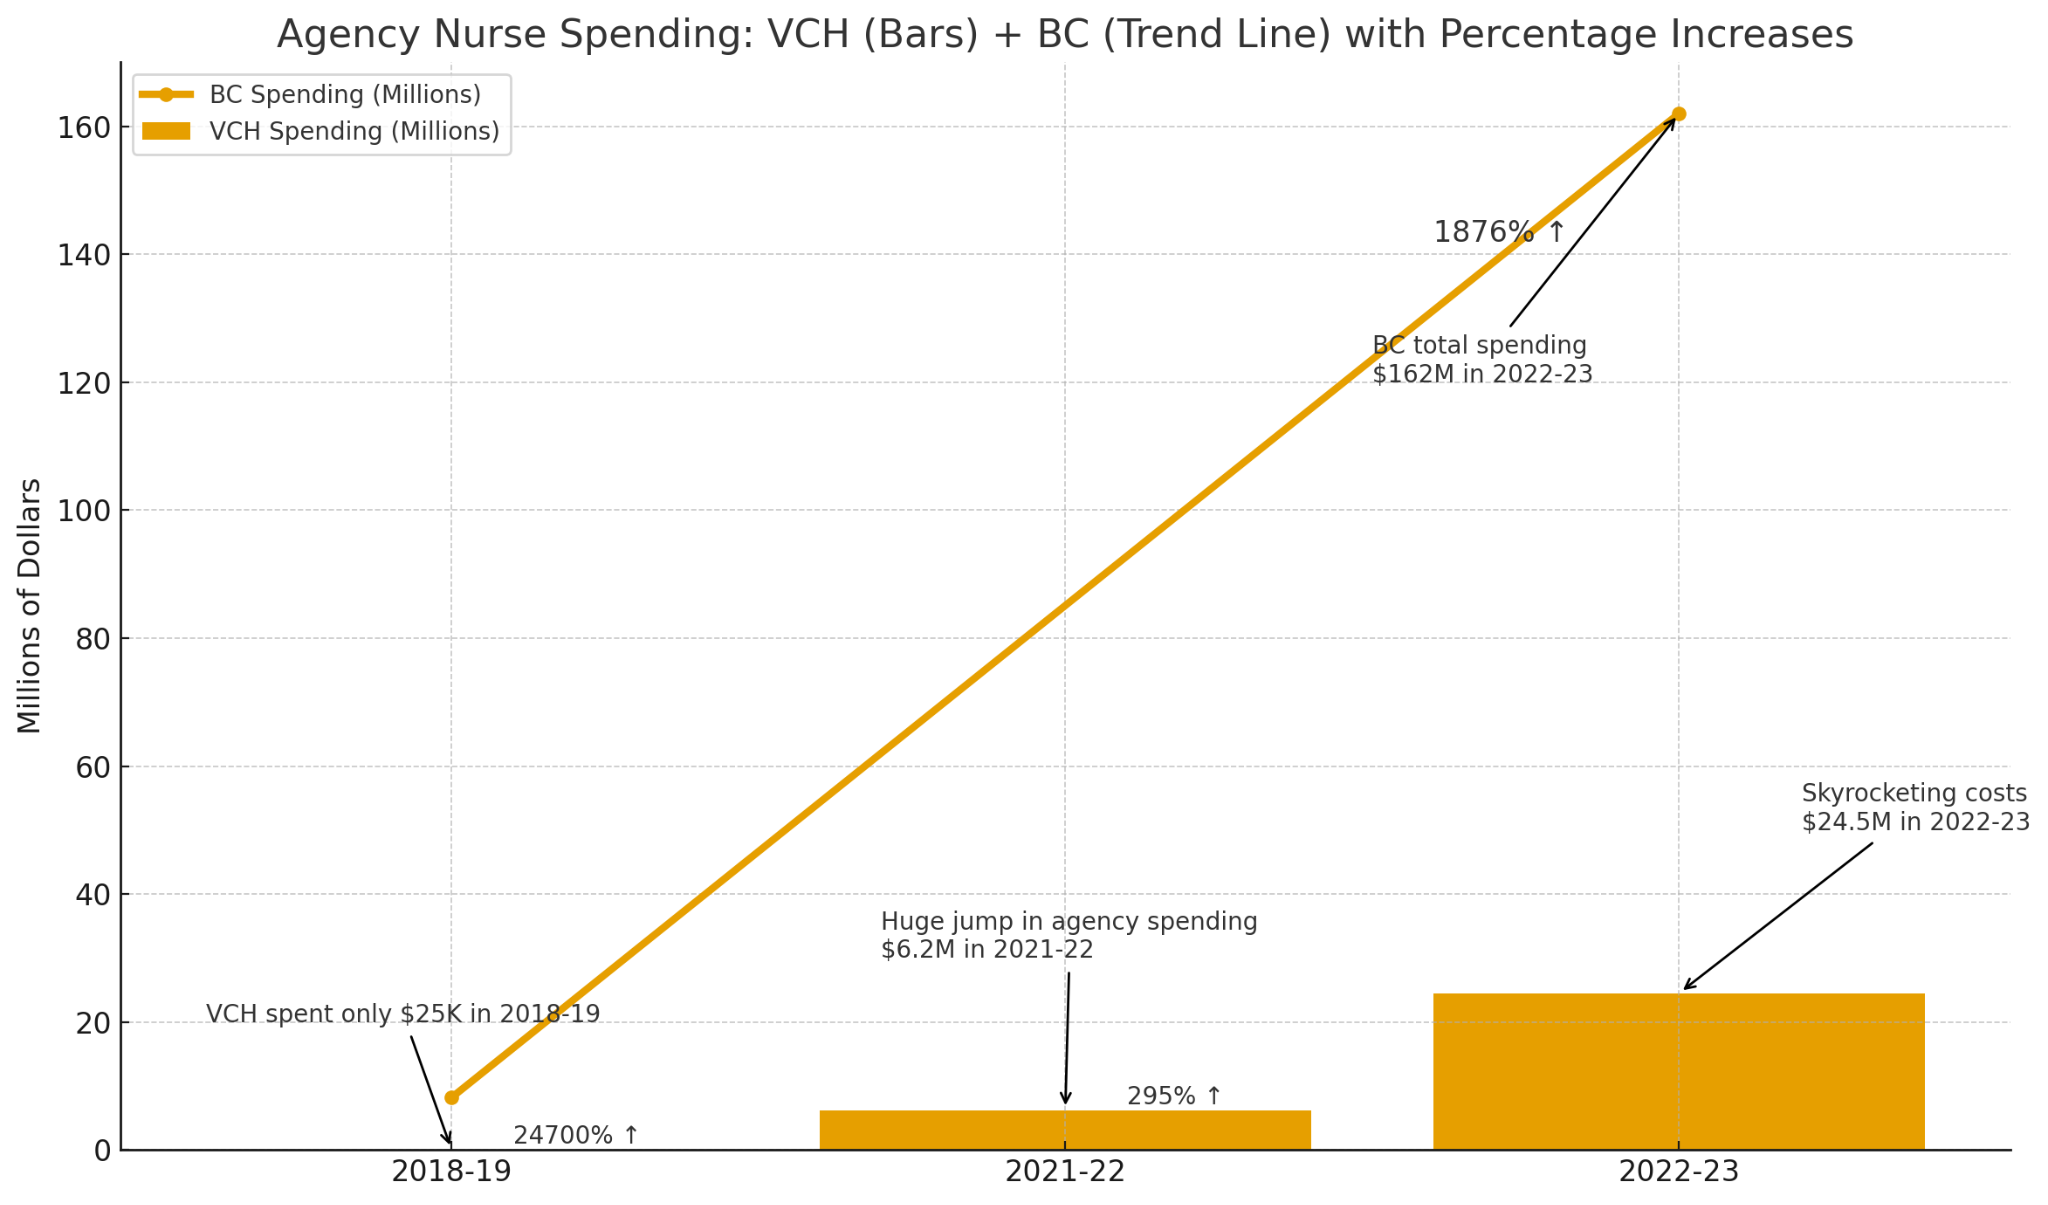 Agency Nurse Spending: VCH (Bars) + BC (Trend Line) with Percentage Increases
BC Spending (Millions)
VCH Spending (Millions)
Millions of Dollars
160
140
120
100
80
60
40
20
0
1876% ↑
BC total spending
$162M in 2022-23
Skyrocketing costs
$24.5M in 2022-23
Huge jump in agency spending
$6.2M in 2021-22
VCH spent only $25K in 2018-19
295% ↑
24700% ↑
2018-19
2021-22
2022-23